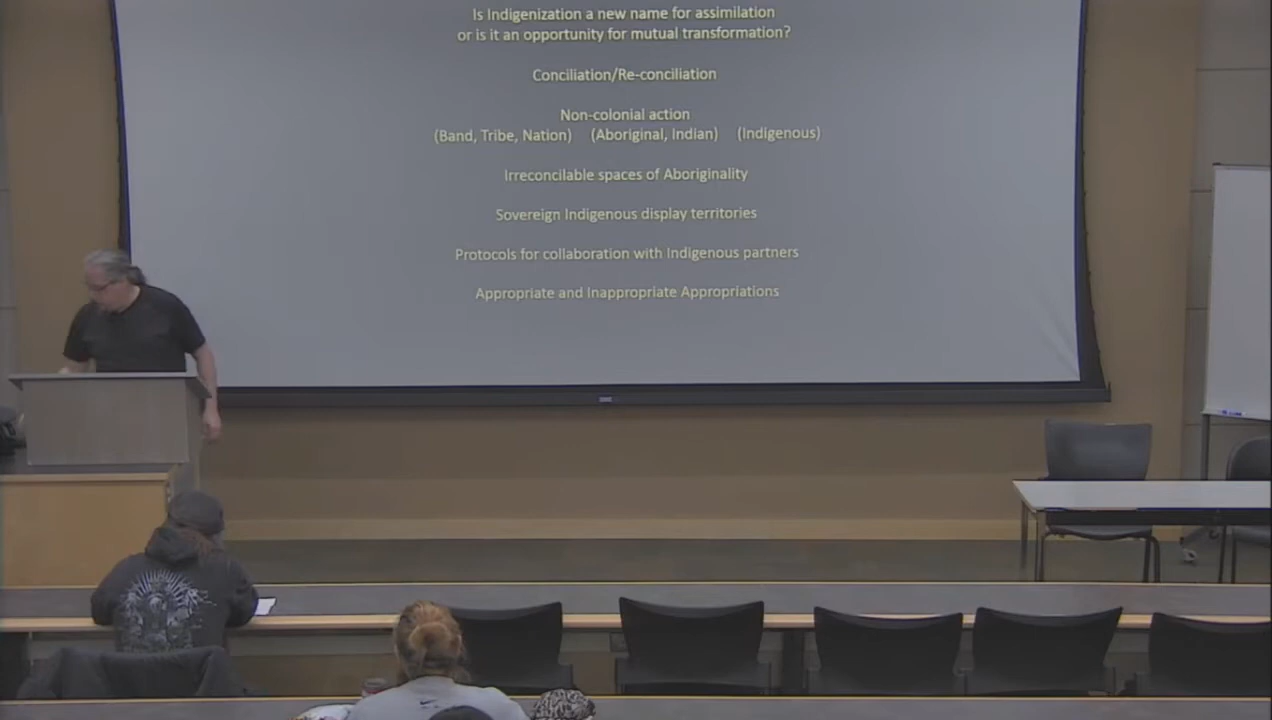 Is Indigenization a new name for assimilation
or is it an opportunity for mutual transformation?
Conciliation/Re-conciliation
Non-colonial action
(Band, Tribe, Nation) (Aboriginal, Indian) (Indigenous)
Irreconcilable spaces of Aboriginality
Sovereign Indigenous display territories
Protocols for collaboration with Indigenous partners
Appropriate and Inappropriate Appropriations